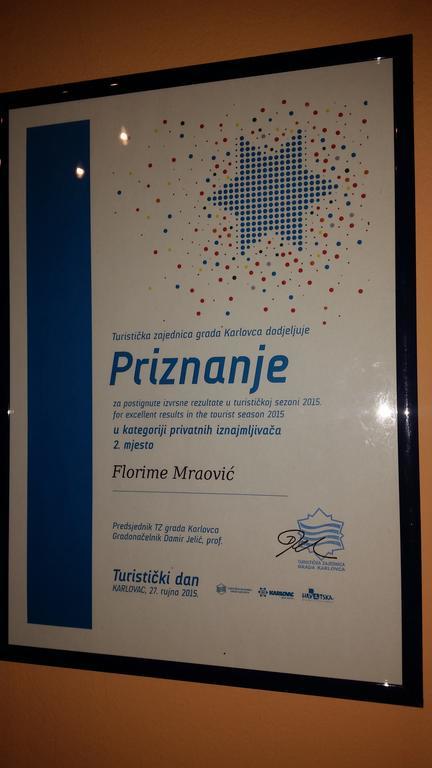 Turistička zajednica grada Karlovca dodjeljuje
Priznanje
za postignute izvrsne rezultate u turističkoj sezoni 2015.
for excellent results in the tourist season 2015
u kategoriji privatnih iznajmljivača
2. mjesto
Florime Mraović
Predsjednik TZ grada Karlovca
Gradonačelnik Damir Jelić, prof.
TURISTIČKA ZAJEDNICA
GRADA KARLOVCA
Turistički dan
KARLOVAC, 27. rujna 2015.
KARLOVAC
HRVATSKA